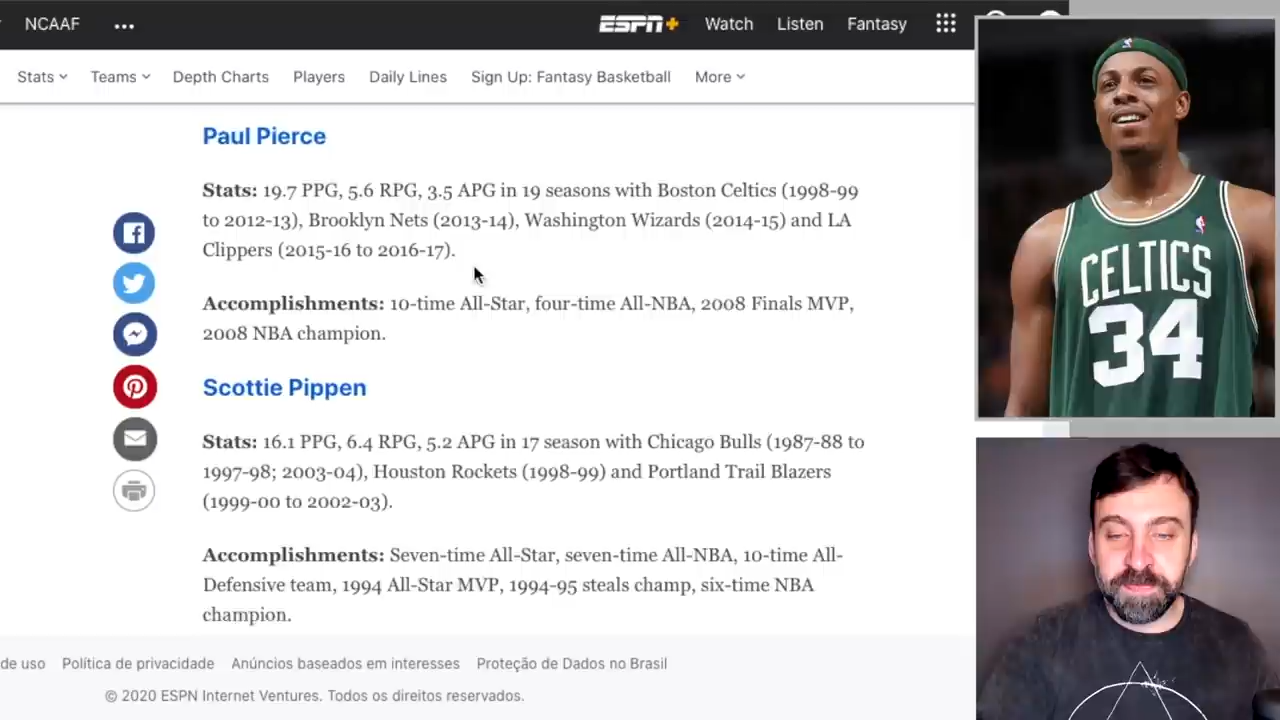 NCAAF
ESPN+
Watch
Listen
Fantasy
Stats
Teams
Depth Charts
Players
Daily Lines
Sign Up: Fantasy Basketball
More
Paul Pierce
Stats: 19.7 PPG, 5.6 RPG, 3.5 APG in 19 seasons with Boston Celtics (1998-99
to 2012-13), Brooklyn Nets (2013-14), Washington Wizards (2014-15) and LA
Clippers (2015-16 to 2016-17).
Accomplishments: 10-time All-Star, four-time All-NBA, 2008 Finals MVP,
2008 NBA champion.
Scottie Pippen
Stats: 16.1 PPG, 6.4 RPG, 5.2 APG in 17 season with Chicago Bulls (1987-88 to
1997-98; 2003-04), Houston Rockets (1998-99) and Portland Trail Blazers
(1999-00 to 2002-03).
Accomplishments: Seven-time All-Star, seven-time All-NBA, 10-time All-
Defensive team, 1994 All-Star MVP, 1994-95 steals champ, six-time NBA
champion.
de uso
Política de privacidade
Anúncios baseados em interesses
Proteção de Dados no Brasil
© 2020 ESPN Internet Ventures. Todos os direitos reservados.
CELTICS
34